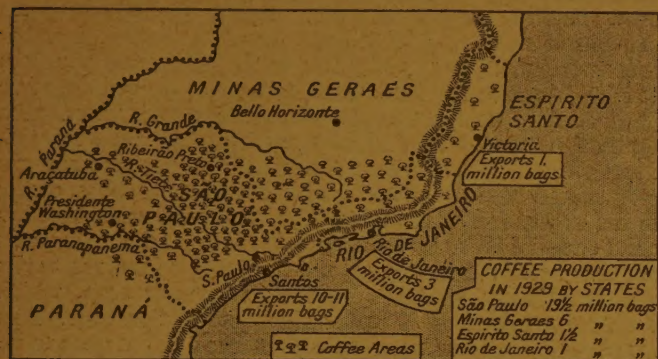 MINAS GERAES
Bello Horizonte
ESPIRITO
SANTO
Victoria
Exports 1.
million bags
R. Paraná
R. Grande
Ribeirão Preto
R. Tieté
Araçatuba
SÃO
PAULO
Presidente
Washington
R. Paranapanema
S. Paulo
RIO DE JANEIRO
Rio de Janeiro
Exports 3
million bags
Santos
Exports 10-11
million bags
PARANÁ
Coffee Areas
COFFEE PRODUCTION
IN 1929 BY STATES
São Paulo 19½ million bags
Minas Geraes 6 " "
Espirito Santo 1½ " "
Rio de Janeiro 1 " "